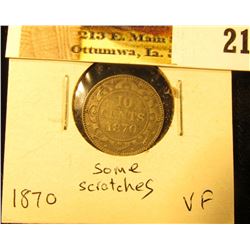 213 E. Main
Ottumwa, Ia.
21
10
CENTS
1870
some
scratches
1870
VF